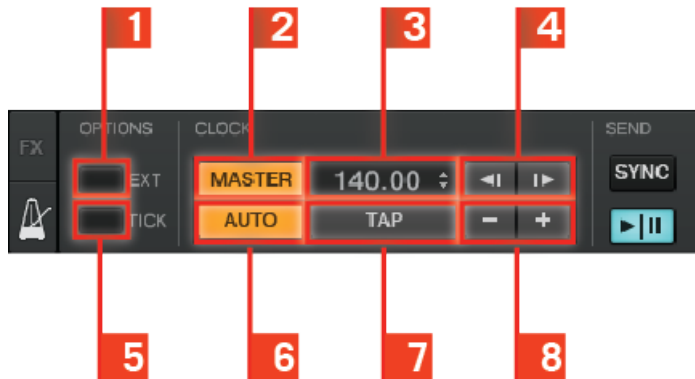 1 2 3 4
OPTIONS CLOCK SEND
FX
EXT MASTER 140.00 SYNC
TICK AUTO TAP - +
5 6 7 8